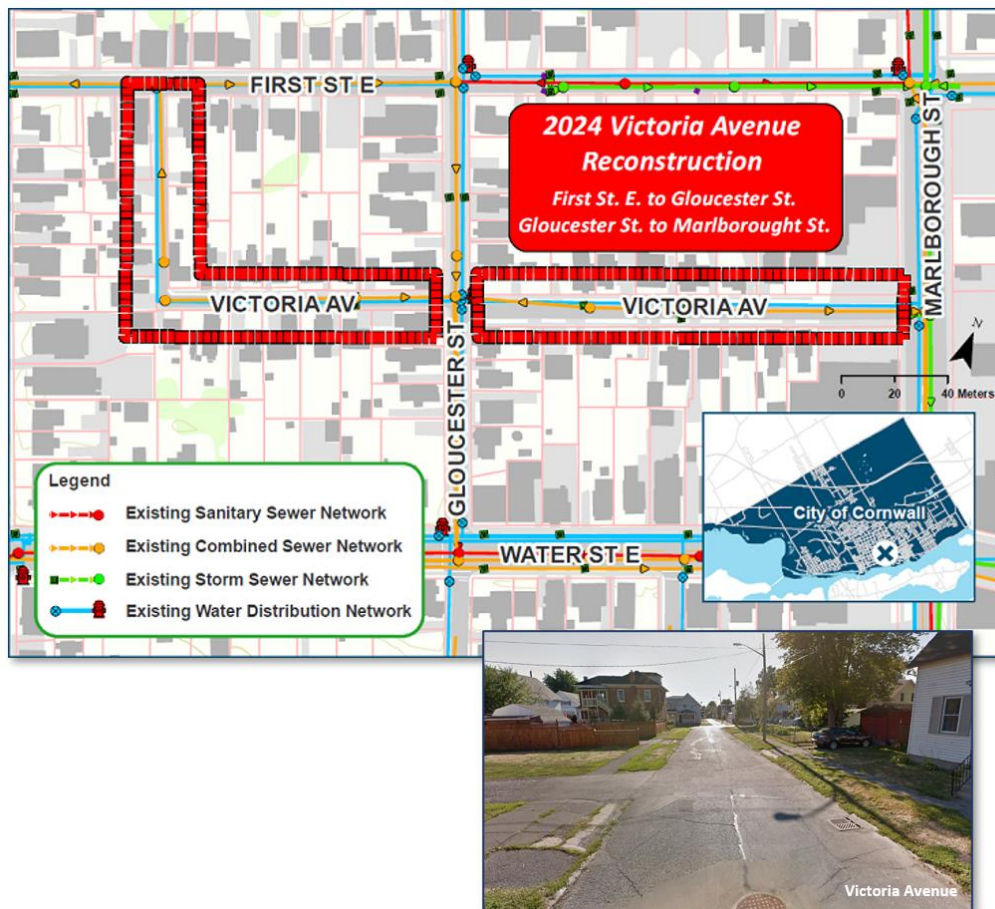 FIRST ST E
2024 Victoria Avenue
Reconstruction
First St. E. to Gloucester St.
Gloucester St. to Marlborought St.
MARLBOROUGH ST
VICTORIA AV
VICTORIA AV
GLOUCESTER ST
0 20 40 Meters
N
Legend
Existing Sanitary Sewer Network
Existing Combined Sewer Network
Existing Storm Sewer Network
Existing Water Distribution Network
WATER ST E
City of Cornwall
Victoria Avenue